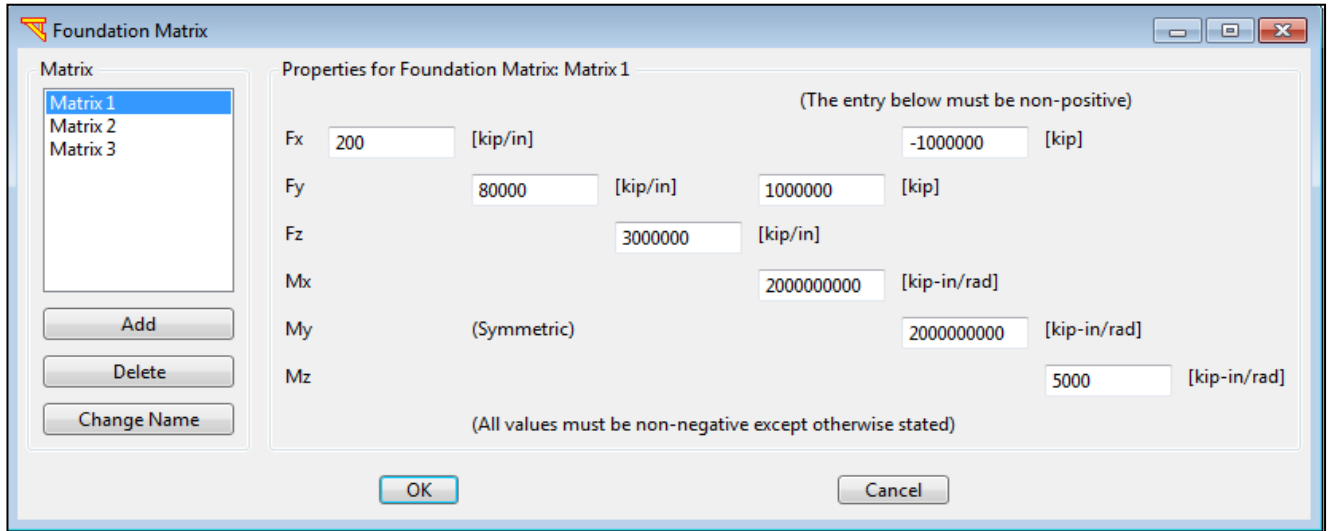 Foundation Matrix
Matrix
Matrix 1
Matrix 2
Matrix 3
Add
Delete
Change Name
Properties for Foundation Matrix: Matrix 1
(The entry below must be non-positive)
Fx 200 [kip/in] -1000000 [kip]
Fy 80000 [kip/in] 1000000 [kip]
Fz 3000000 [kip/in]
Mx 2000000000 [kip-in/rad]
My (Symmetric) 2000000000 [kip-in/rad]
Mz 5000 [kip-in/rad]
(All values must be non-negative except otherwise stated)
OK Cancel